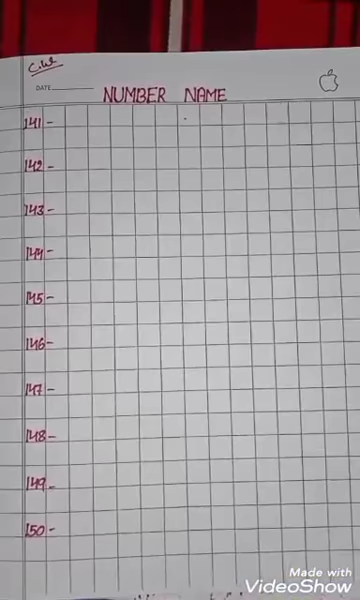 C.W
DATE
NUMBER NAME
141 -
142 -
143 -
144 -
145 -
146 -
147 -
148 -
149 -
150 -
Made with
VideoShow